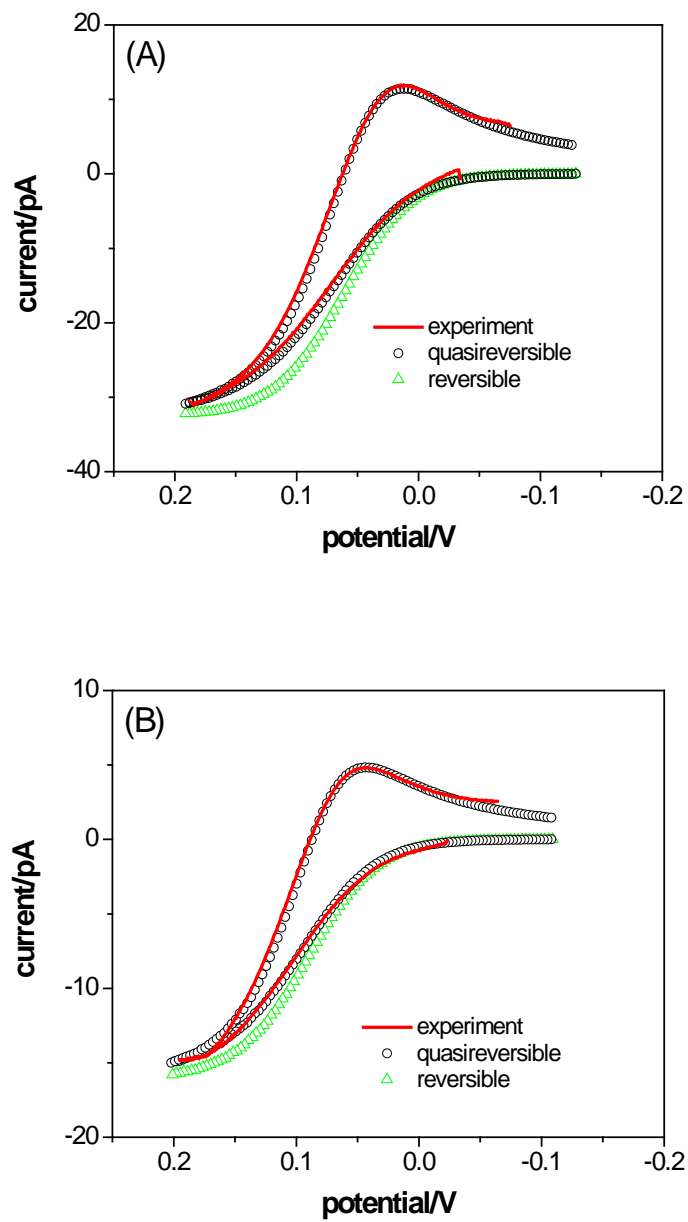 (A)
20
0
-20
-40
current/pA
experiment
quasireversible
reversible
0.2 0.1 0.0 -0.1 -0.2
potential/V
(B)
10
0
-10
-20
current/pA
experiment
quasireversible
reversible
0.2 0.1 0.0 -0.1 -0.2
potential/V